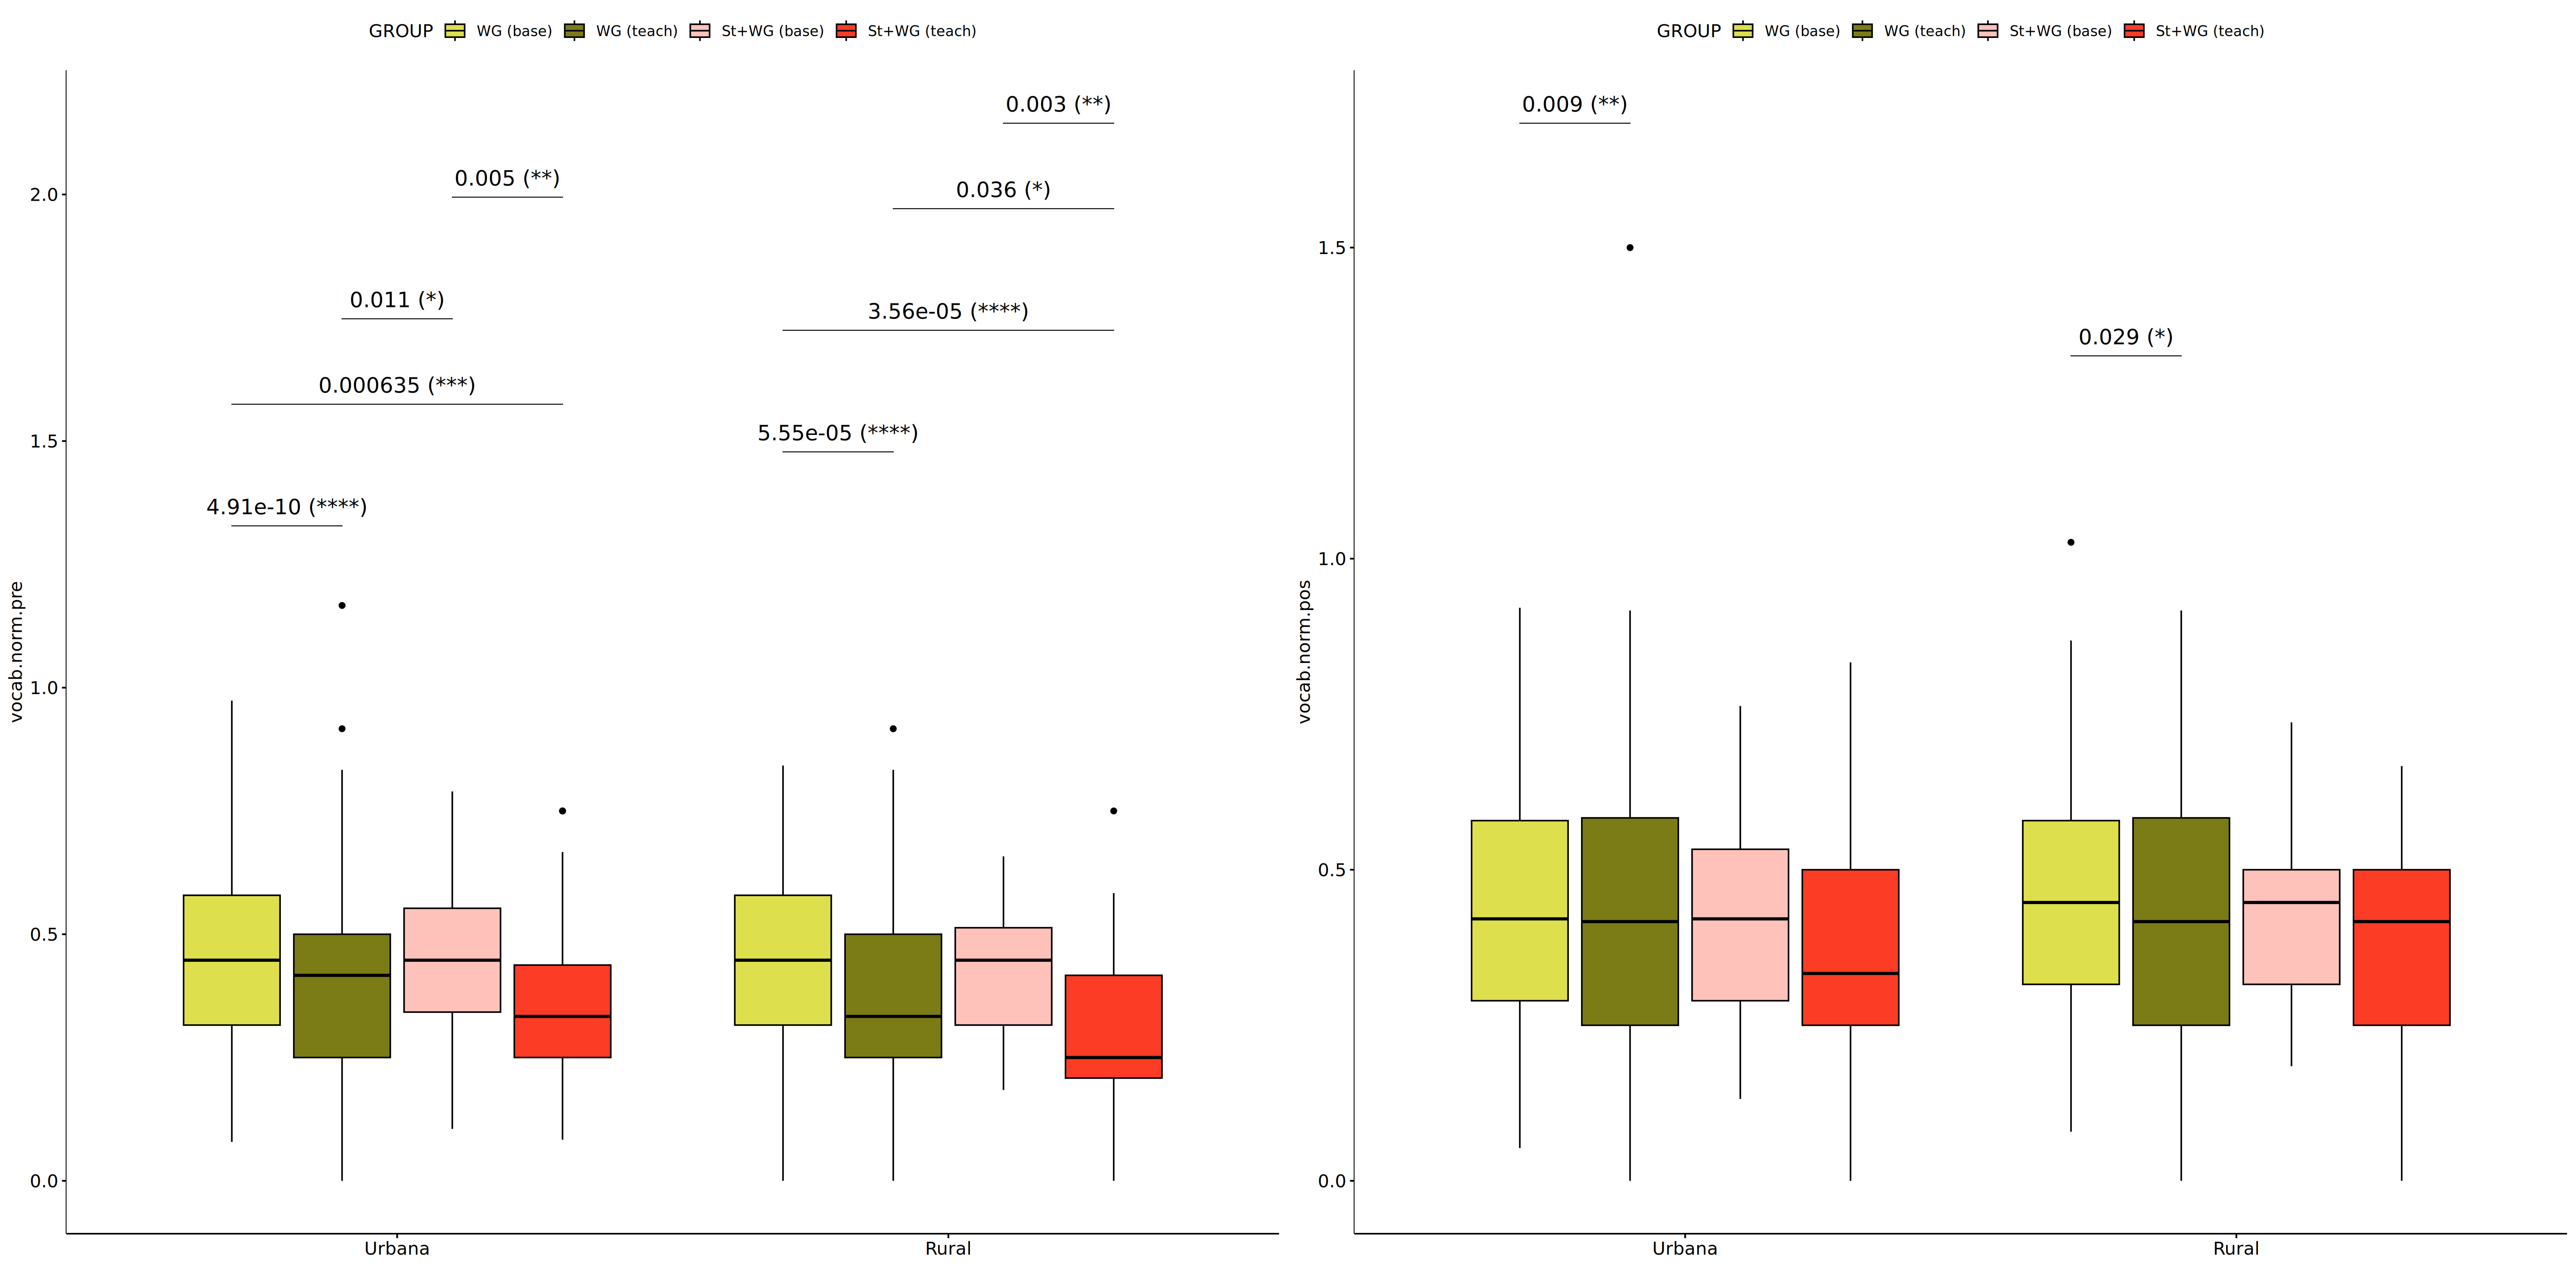 GROUP WG (base) WG (teach) St+WG (base) St+WG (teach)
0.003 (**)
0.005 (**)
0.036 (*)
2.0
0.011 (*)
3.56e-05 (****)
0.000635 (***)
1.5
5.55e-05 (****)
4.91e-10 (****)
vocab.norm.pre
1.0
0.5
0.0
Urbana Rural
GROUP WG (base) WG (teach) St+WG (base) St+WG (teach)
0.009 (**)
1.5
0.029 (*)
1.0
vocab.norm.pos
0.5
0.0
Urbana Rural